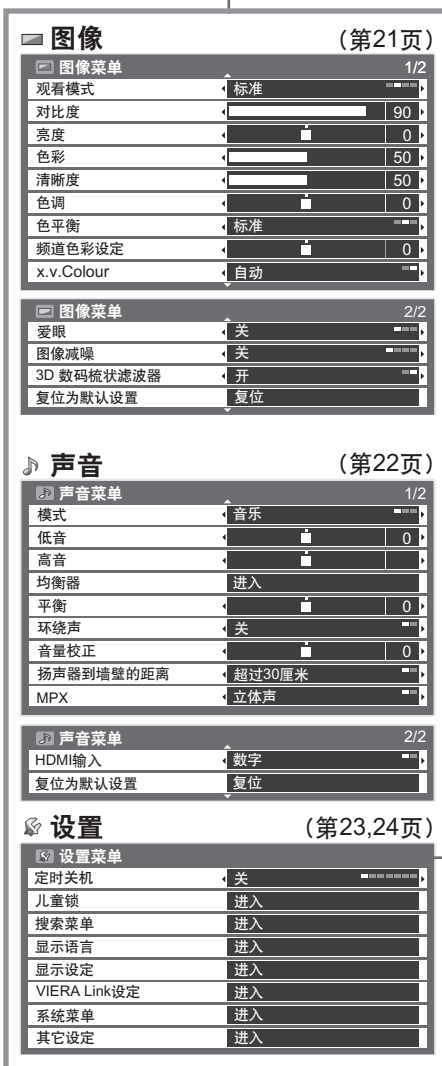 图像 (第21页)
图像菜单 1/2
观看模式 标准
对比度 90
亮度 0
色彩 50
清晰度 50
色调 0
色平衡 标准
频道色彩设定 0
x.v.Colour 自动
图像菜单 2/2
爱眼 关
图像减噪 关
3D 数码梳状滤波器 开
复位为默认设置 复位
声音 (第22页)
声音菜单 1/2
模式 音乐
低音 0
高音
均衡器 进入
平衡 0
环绕声 关
音量校正 0
扬声器到墙壁的距离 超过30厘米
MPX 立体声
声音菜单 2/2
HDMI输入 数字
复位为默认设置 复位
设置 (第23,24页)
设置菜单
定时关机 关
儿童锁 进入
搜索菜单 进入
显示语言 进入
显示设定 进入
VIERA Link设定 进入
系统菜单 进入
其它设定 进入